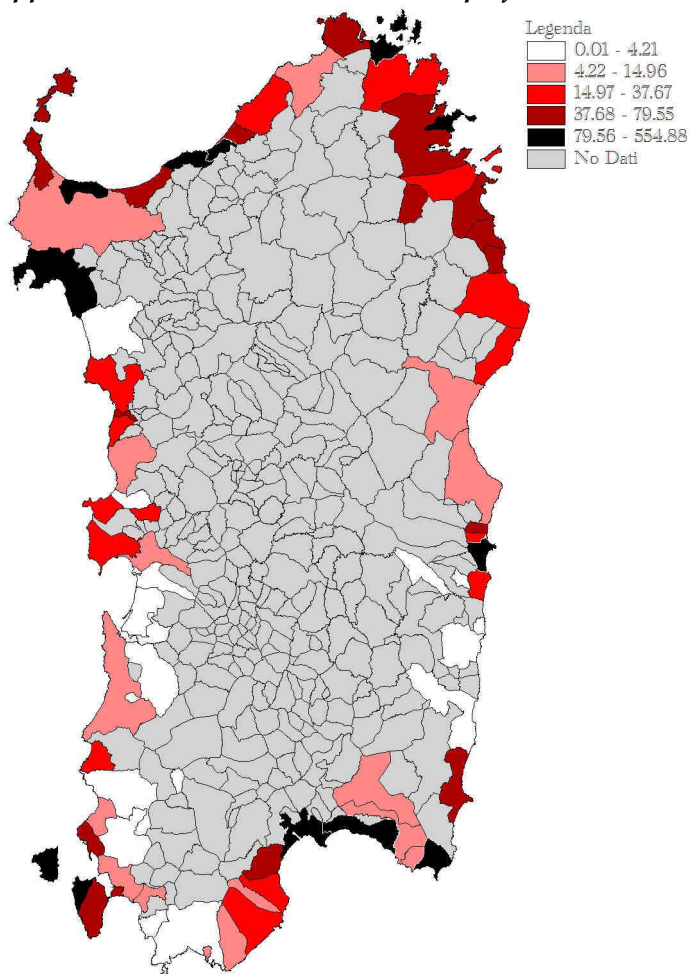 Legenda
0.01 - 4.21
4.22 - 14.96
14.97 - 37.67
37.68 - 79.55
79.56 - 554.88
No Dati